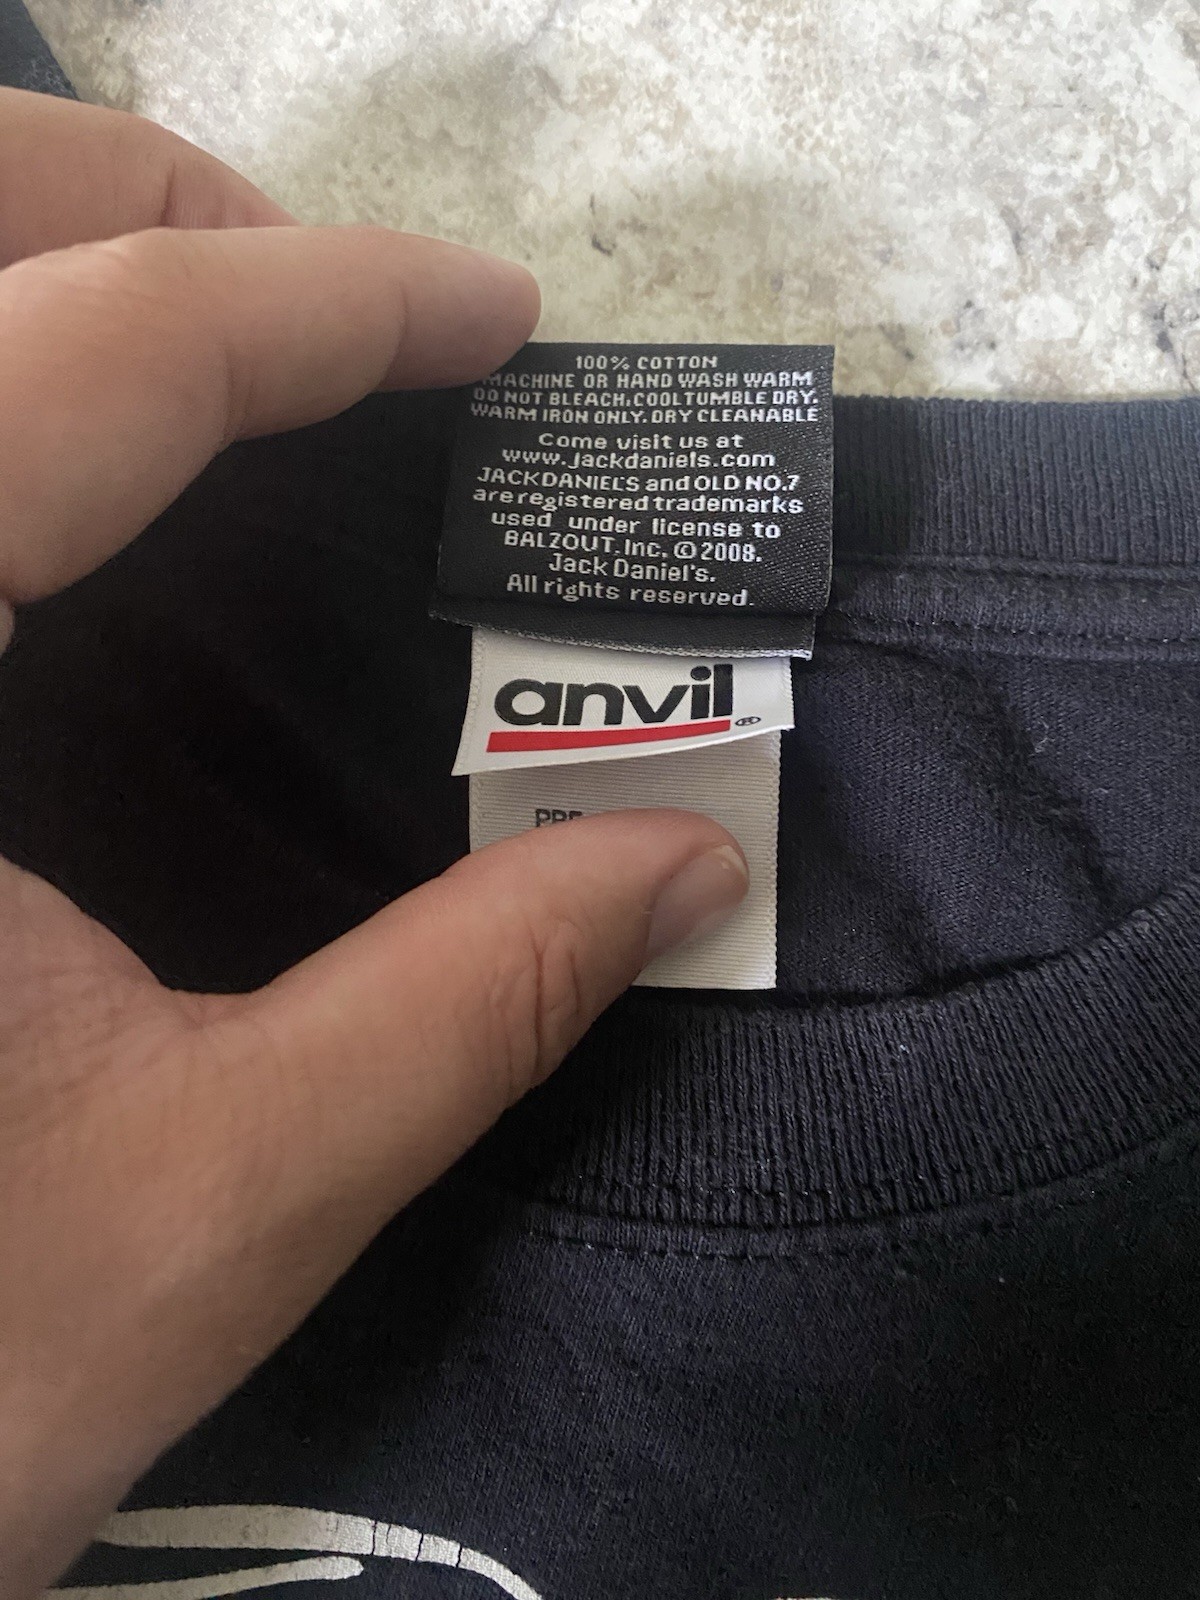 100% COTTON
MACHINE OR HAND WASH WARM
DO NOT BLEACH, COOL TUMBLE DRY.
WARM IRON ONLY. DRY CLEANABLE
Come visit us at
www.jackdaniels.com
JACK DANIEL'S and OLD NO.7
are registered trademarks
used under license to
BALZOUT, Inc. ©2008.
Jack Daniel's.
All rights reserved.
anvil®